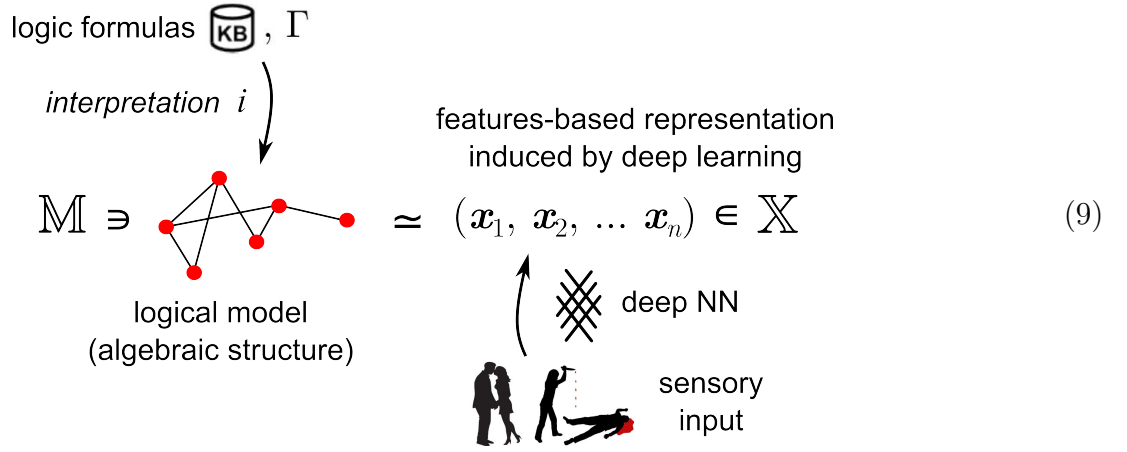 logic formulas KB , Γ
interpretation i
features-based representation
induced by deep learning
𝕄 ∋ ≃ (x₁, x₂, ... xₙ) ∈ 𝕏 (9)
logical model
(algebraic structure)
deep NN
sensory
input